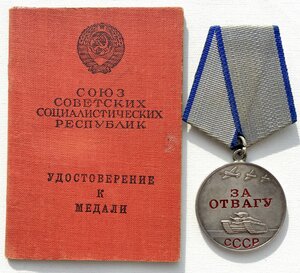 СОЮЗ
СОВЕТСКИХ
СОЦИАЛИСТИЧЕСКИХ
РЕСПУБЛИК
УДОСТОВЕРЕНИЕ
К
МЕДАЛИ
ЗА
ОТВАГУ
СССР